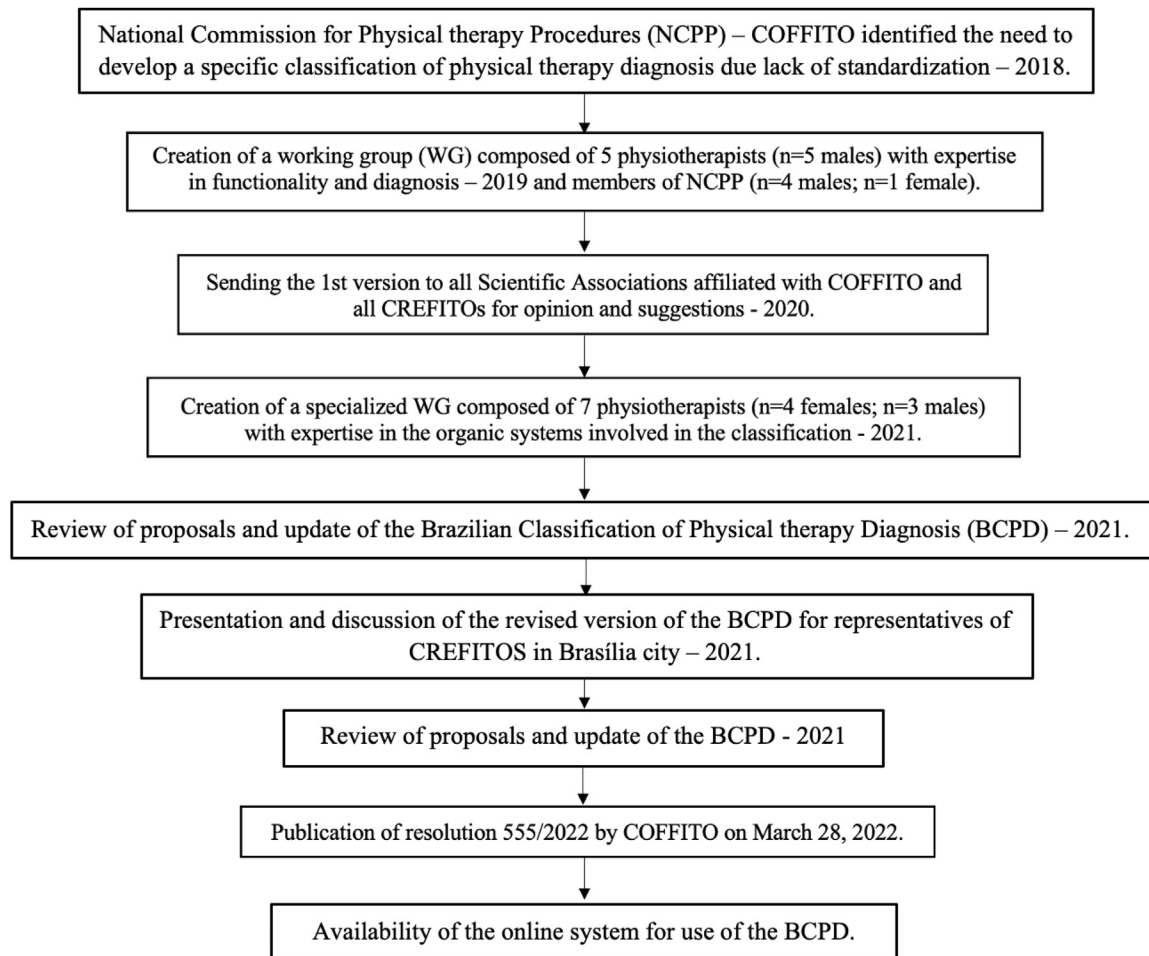 National Commission for Physical therapy Procedures (NCPP) – COFFITO identified the need to
develop a specific classification of physical therapy diagnosis due lack of standardization – 2018.
Creation of a working group (WG) composed of 5 physiotherapists (n=5 males) with expertise
in functionality and diagnosis – 2019 and members of NCPP (n=4 males; n=1 female).
Sending the 1st version to all Scientific Associations affiliated with COFFITO and
all CREFITOs for opinion and suggestions - 2020.
Creation of a specialized WG composed of 7 physiotherapists (n=4 females; n=3 males)
with expertise in the organic systems involved in the classification - 2021.
Review of proposals and update of the Brazilian Classification of Physical therapy Diagnosis (BCPD) – 2021.
Presentation and discussion of the revised version of the BCPD for representatives of
CREFITOS in Brasília city – 2021.
Review of proposals and update of the BCPD - 2021
Publication of resolution 555/2022 by COFFITO on March 28, 2022.
Availability of the online system for use of the BCPD.